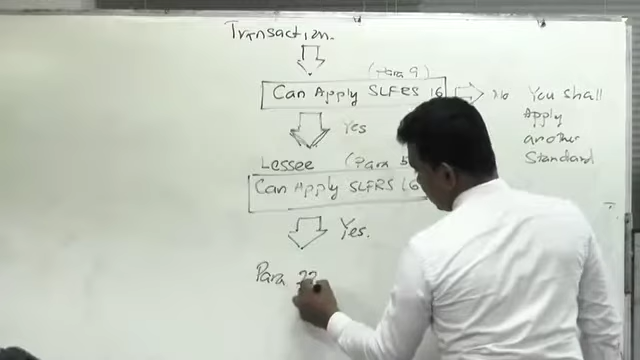 Transaction.
(Para 9)
Can Apply SLFRS 16
No
You shall
Apply
another
Standard
Yes
Lessee (Para 5
Can Apply SLFRS 16
Yes.
Para 22